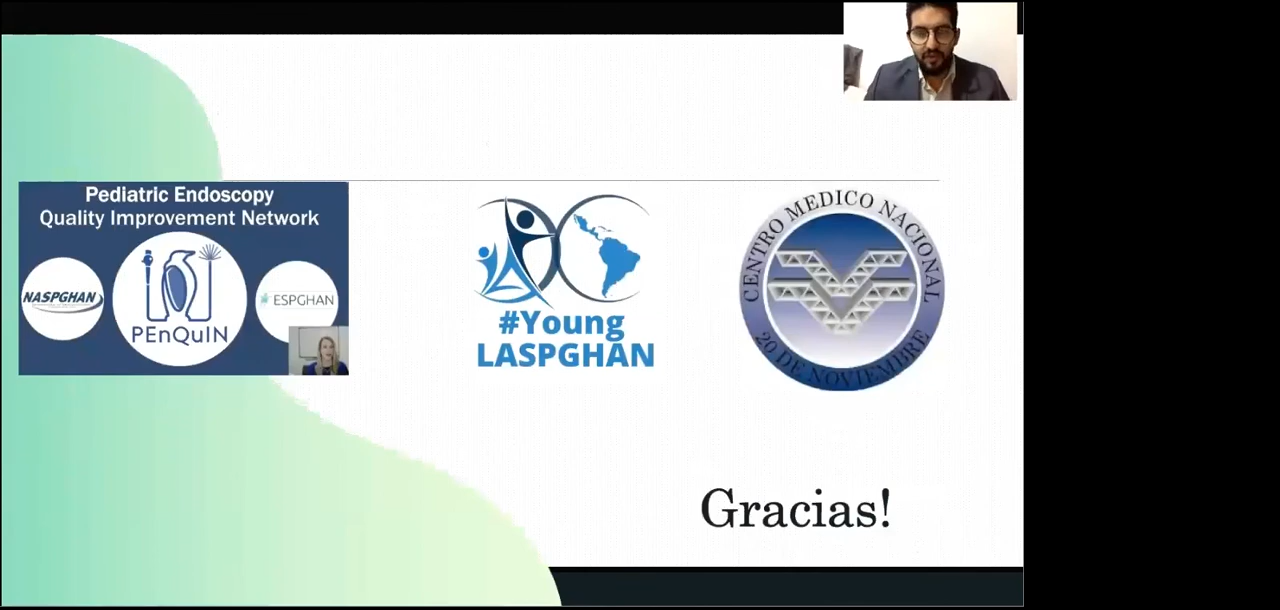 Pediatric Endoscopy
Quality Improvement Network
NASPGHAN
PEnQuIN
ESPGHAN
#Young
LASPGHAN
CENTRO MEDICO NACIONAL
20 DE NOVIEMBRE
Gracias!